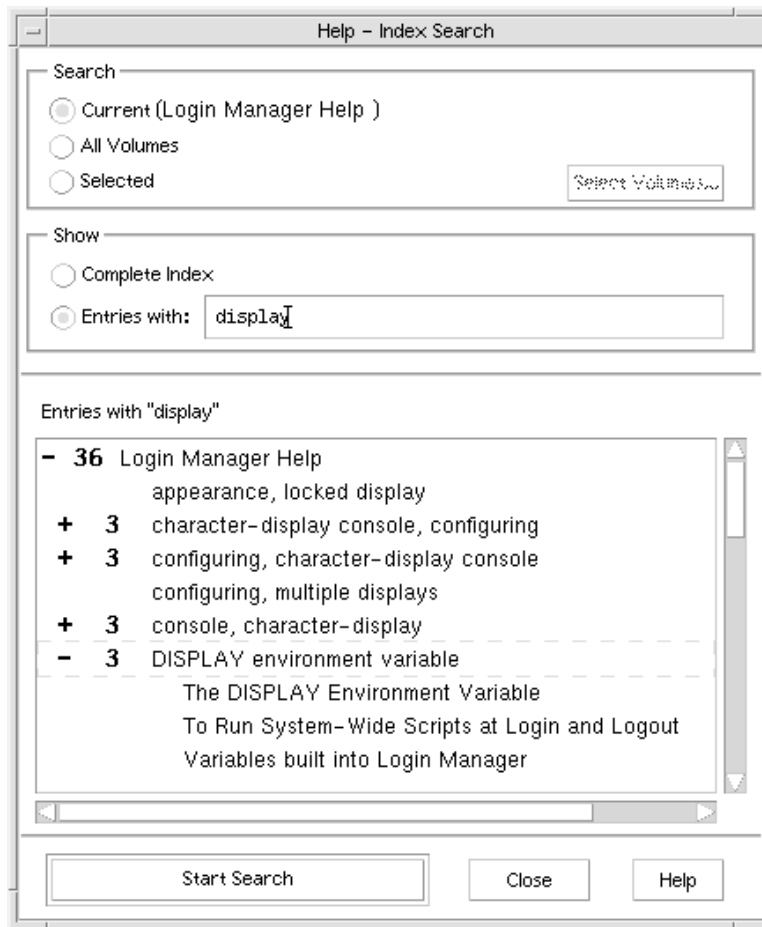 Help - Index Search
Search
Current (Login Manager Help )
All Volumes
Selected
Select Volumes...
Show
Complete Index
Entries with: display
Entries with "display"
- 36 Login Manager Help
appearance, locked display
+ 3 character-display console, configuring
+ 3 configuring, character-display console
configuring, multiple displays
+ 3 console, character-display
- 3 DISPLAY environment variable
The DISPLAY Environment Variable
To Run System-Wide Scripts at Login and Logout
Variables built into Login Manager
Start Search Close Help